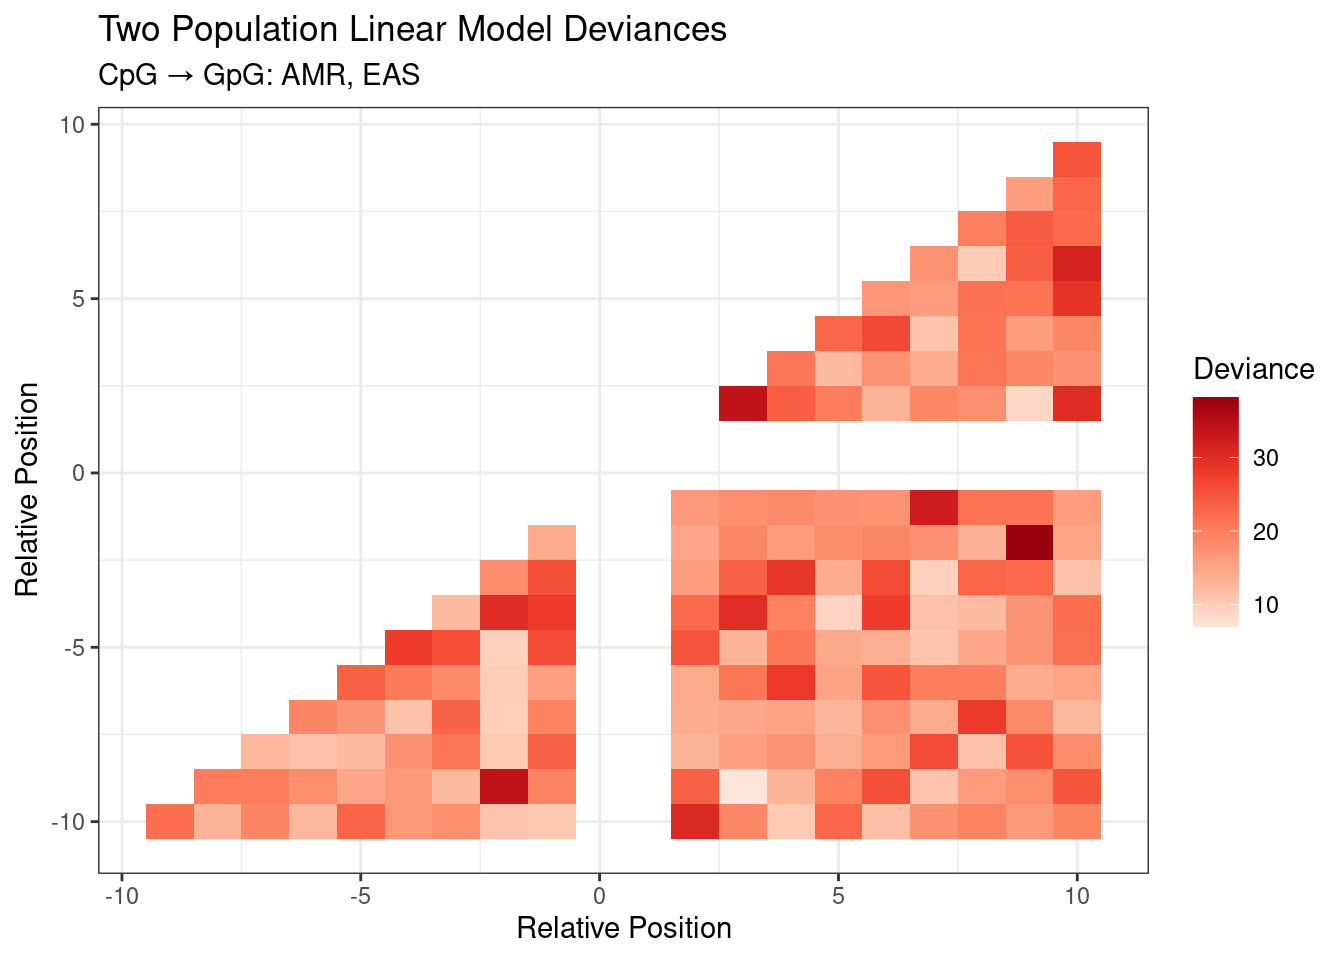 Two Population Linear Model Deviances
CpG → GpG: AMR, EAS
Relative Position
10
5
0
-5
-10
-10
-5
0
5
10
Relative Position
Deviance
30
20
10